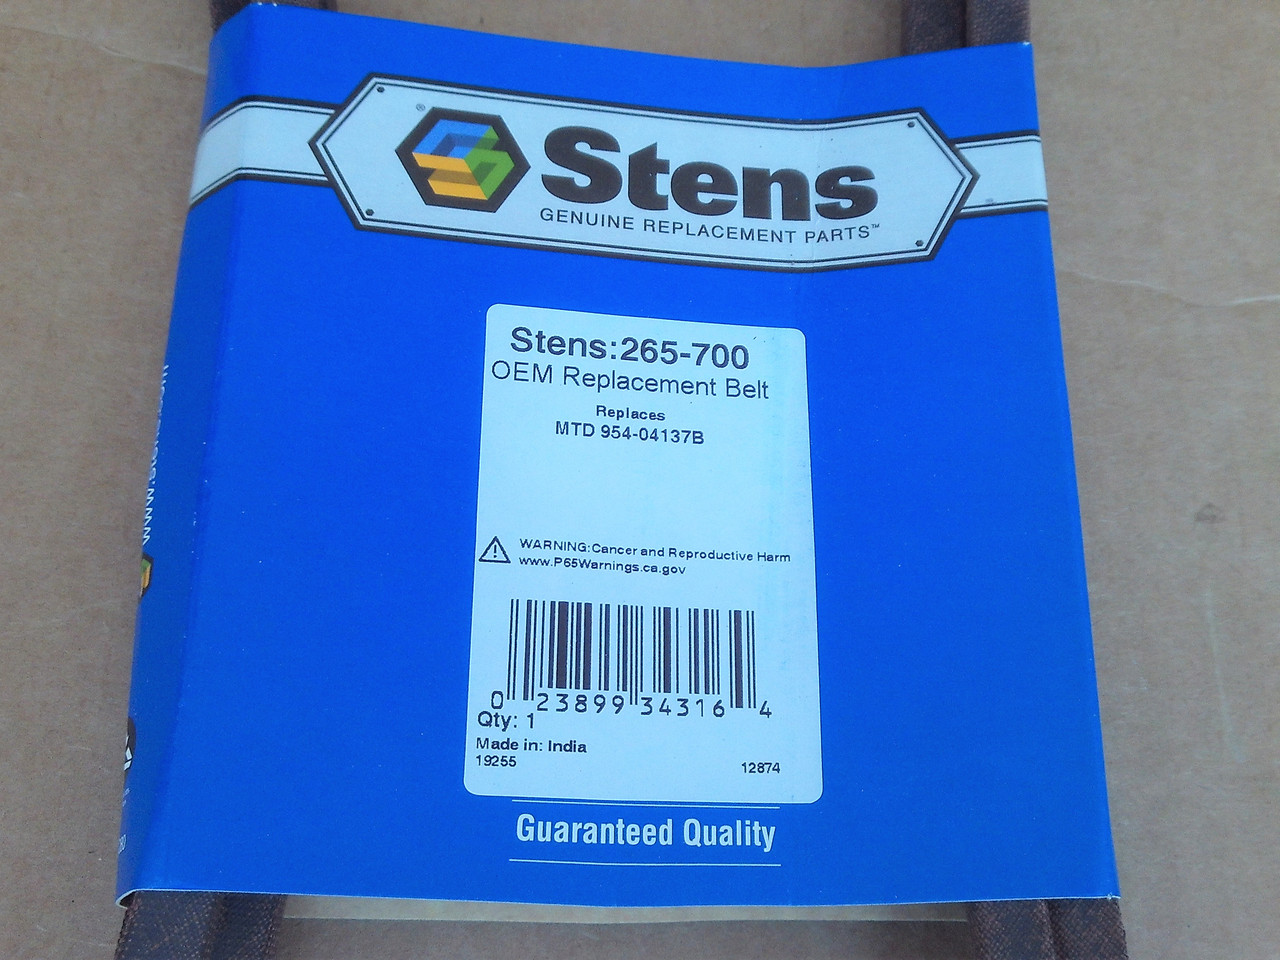 ®
Stens
GENUINE REPLACEMENT PARTS™
Stens:265-700
OEM Replacement Belt
Replaces
MTD 954-04137B
WARNING:Cancer and Reproductive Harm
www.P65Warnings.ca.gov
0 23899 34316 4
Qty: 1
Made in: India
19255 12874
Guaranteed Quality